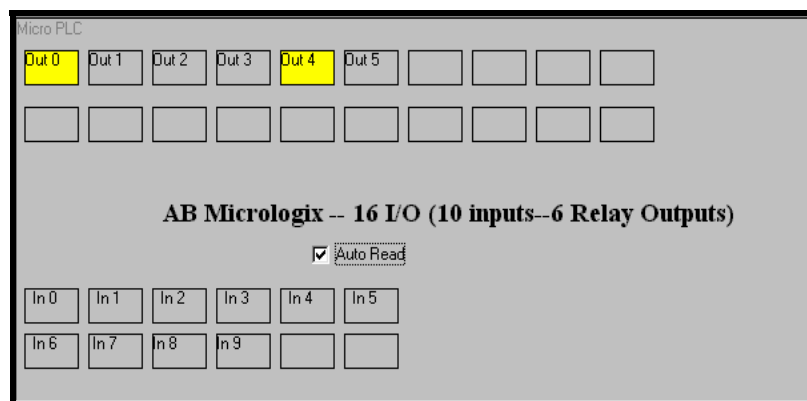 Micro PLC
Out 0 Out 1 Out 2 Out 3 Out 4 Out 5
AB Micrologix -- 16 I/O (10 inputs--6 Relay Outputs)
Auto Read
In 0 In 1 In 2 In 3 In 4 In 5
In 6 In 7 In 8 In 9